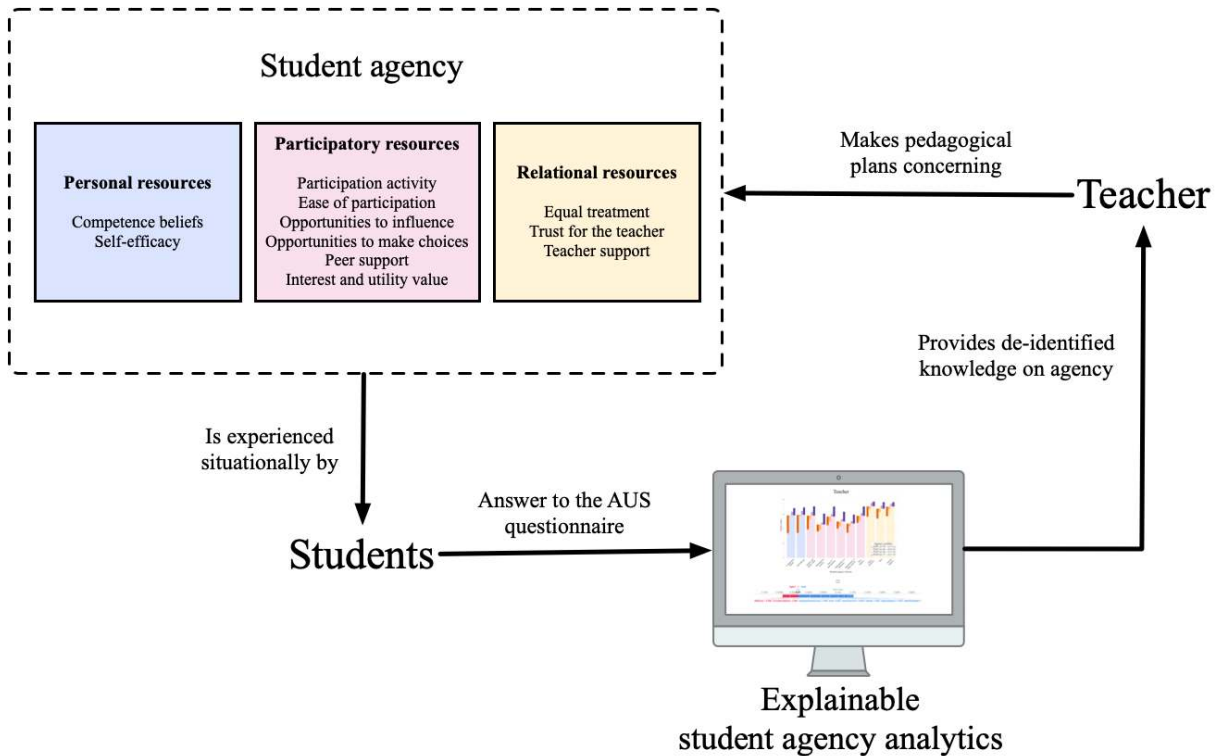 Student agency
Personal resources
Competence beliefs
Self-efficacy
Participatory resources
Participation activity
Ease of participation
Opportunities to influence
Opportunities to make choices
Peer support
Interest and utility value
Relational resources
Equal treatment
Trust for the teacher
Teacher support
Makes pedagogical
plans concerning
Teacher
Provides de-identified
knowledge on agency
Is experienced
situationally by
Students
Answer to the AUS
questionnaire
Teacher
Explainable
student agency analytics